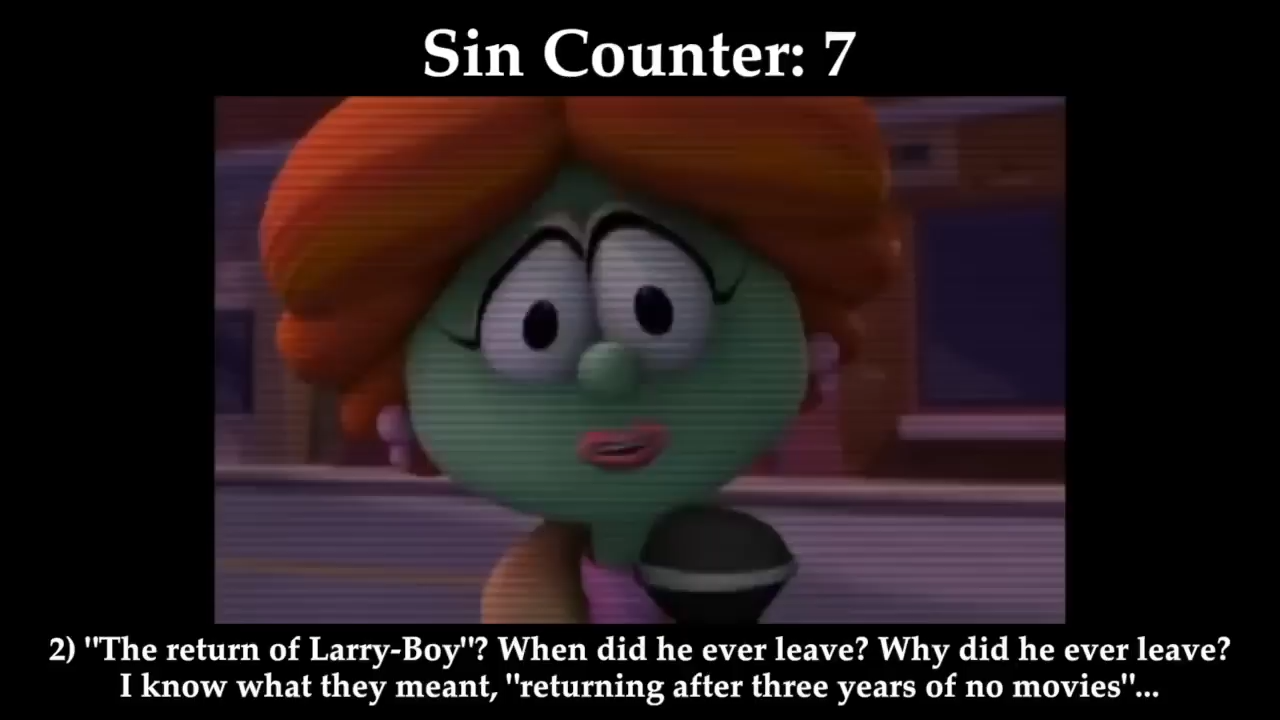 Sin Counter: 7
2) "The return of Larry-Boy"? When did he ever leave? Why did he ever leave?
I know what they meant, "returning after three years of no movies"...